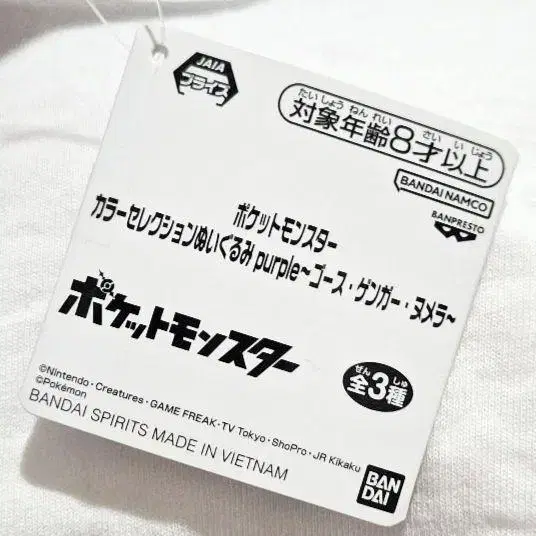 JAIA
プライズ
たいしょうねんれい さいいじょう
対象年齢8才以上
BANDAI NAMCO
BANPRESTO
ポケットモンスター
カラーセレクションぬいぐるみ purple～ゴース・ゲンガー・ヌメラ～
ポケットモンスター
ぜん しゅ
全3種
©Nintendo・Creatures・GAME FREAK・TV Tokyo・ShoPro・JR Kikaku
©Pokémon
BANDAI SPIRITS MADE IN VIETNAM
BAN
DAI